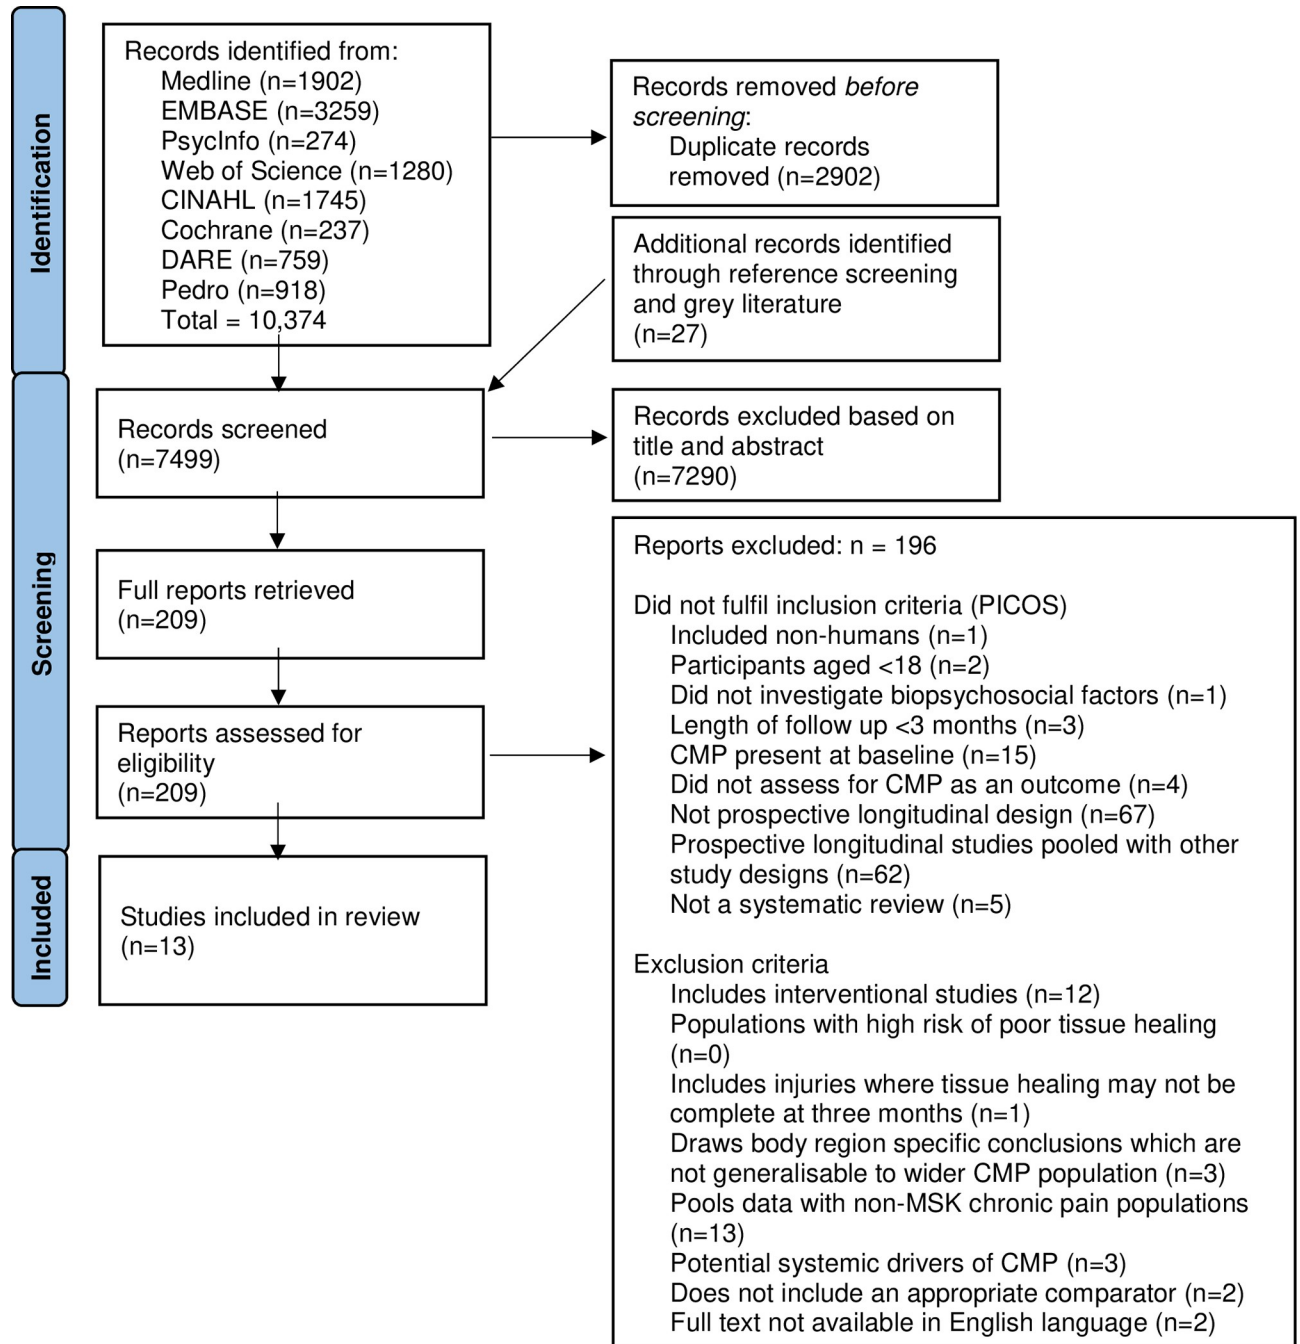 Identification
Records identified from:
Medline (n=1902)
EMBASE (n=3259)
PsycInfo (n=274)
Web of Science (n=1280)
CINAHL (n=1745)
Cochrane (n=237)
DARE (n=759)
Pedro (n=918)
Total = 10,374
Records removed before
screening:
Duplicate records
removed (n=2902)
Additional records identified
through reference screening
and grey literature
(n=27)
Screening
Records screened
(n=7499)
Records excluded based on
title and abstract
(n=7290)
Full reports retrieved
(n=209)
Reports assessed for
eligibility
(n=209)
Reports excluded: n = 196
Did not fulfil inclusion criteria (PICOS)
Included non-humans (n=1)
Participants aged <18 (n=2)
Did not investigate biopsychosocial factors (n=1)
Length of follow up <3 months (n=3)
CMP present at baseline (n=15)
Did not assess for CMP as an outcome (n=4)
Not prospective longitudinal design (n=67)
Prospective longitudinal studies pooled with other
study designs (n=62)
Not a systematic review (n=5)
Exclusion criteria
Includes interventional studies (n=12)
Populations with high risk of poor tissue healing
(n=0)
Includes injuries where tissue healing may not be
complete at three months (n=1)
Draws body region specific conclusions which are
not generalisable to wider CMP population (n=3)
Pools data with non-MSK chronic pain populations
(n=13)
Potential systemic drivers of CMP (n=3)
Does not include an appropriate comparator (n=2)
Full text not available in English language (n=2)
Included
Studies included in review
(n=13)